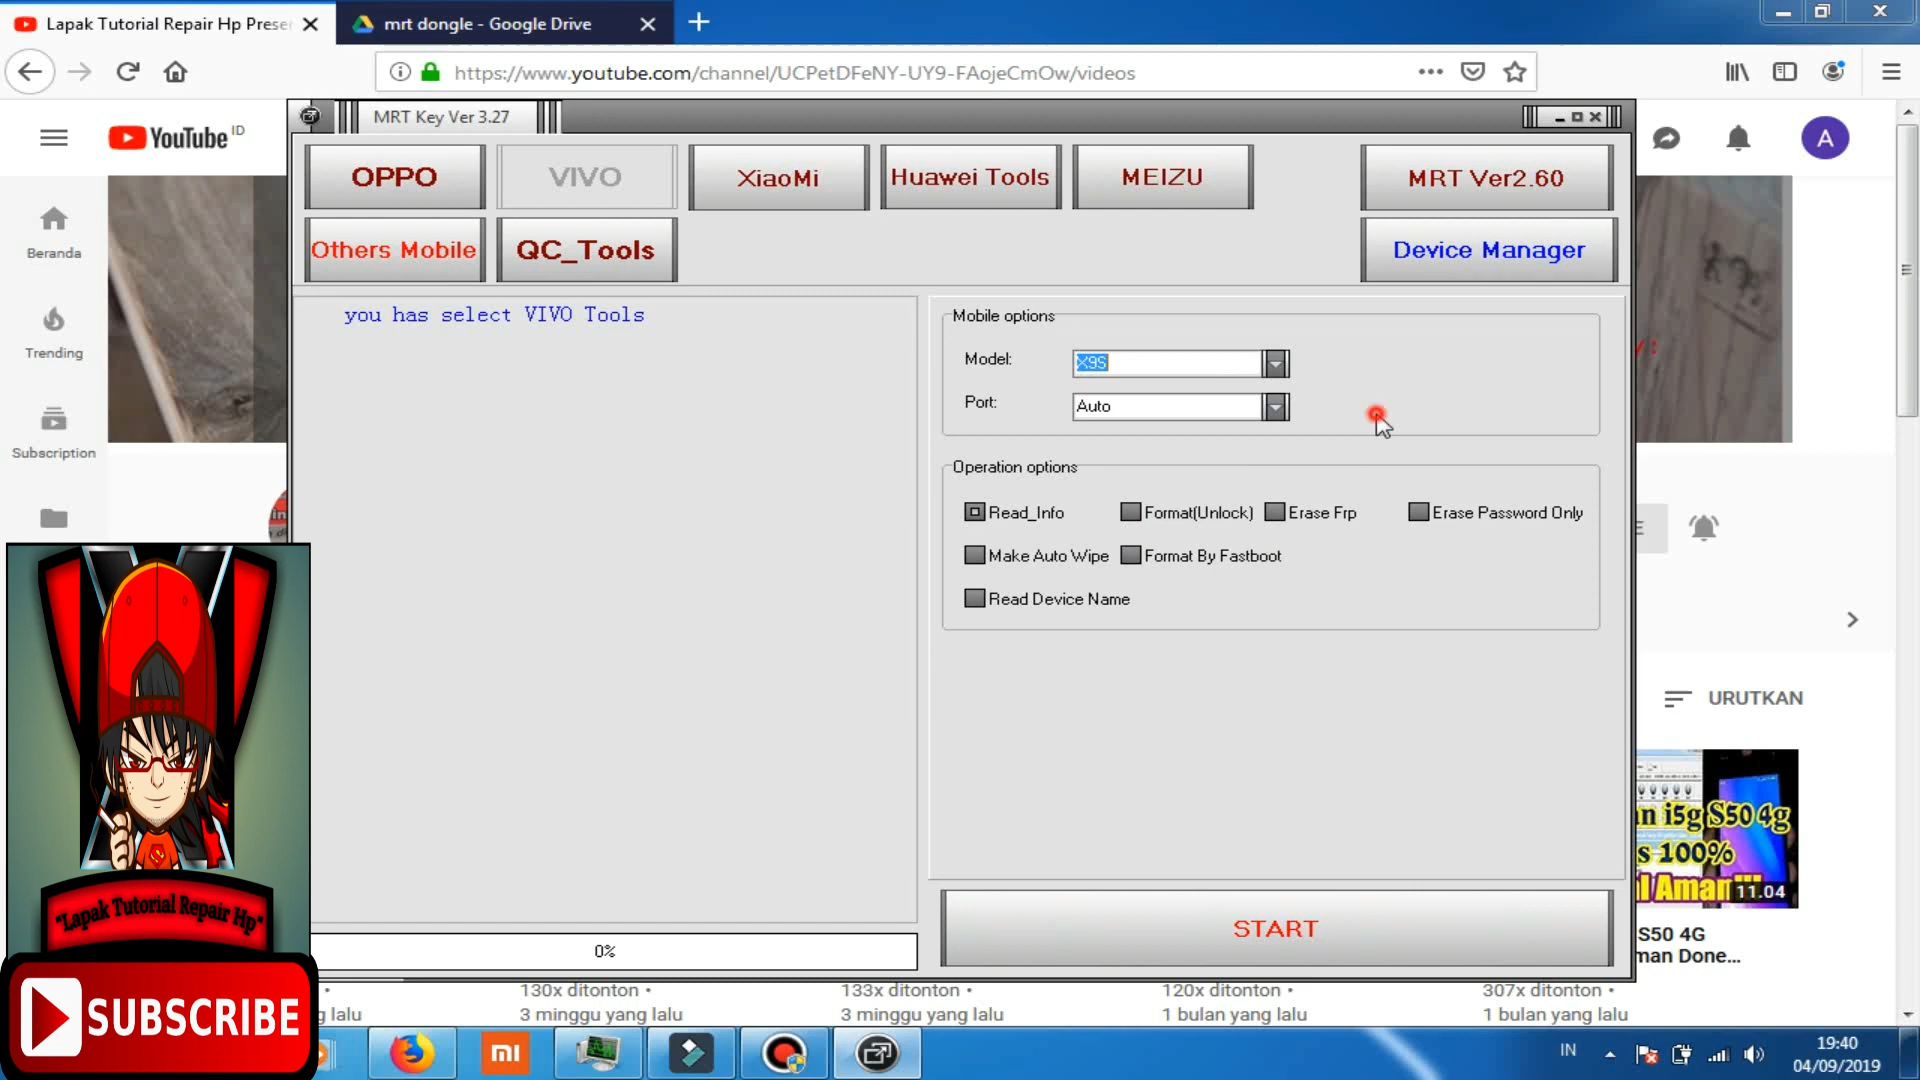 Lapak Tutorial Repair Hp Prese
mrt dongle - Google Drive
https://www.youtube.com/channel/UCPetDFeNY-UY9-FAojeCmOw/videos
MRT Key Ver 3.27
YouTube ID
A
OPPO
VIVO
XiaoMi
Huawei Tools
MEIZU
MRT Ver2.60
Others Mobile
QC_Tools
Device Manager
Beranda
Trending
Subscription
you has select VIVO Tools
Mobile options
Model:
X9S
Port:
Auto
Operation options
Read_Info
Format(Unlock)
Erase Frp
Erase Password Only
Make Auto Wipe
Format By Fastboot
Read Device Name
URUTKAN
n i5g S50 4g
s 100%
l Aman
11.04
S50 4G
man Done...
START
0%
"Lapak Tutorial Repair Hp"
SUBSCRIBE
130x ditonton •
133x ditonton •
120x ditonton •
307x ditonton •
g lalu
3 minggu yang lalu
3 minggu yang lalu
1 bulan yang lalu
1 bulan yang lalu
mi
IN
19:40
04/09/2019